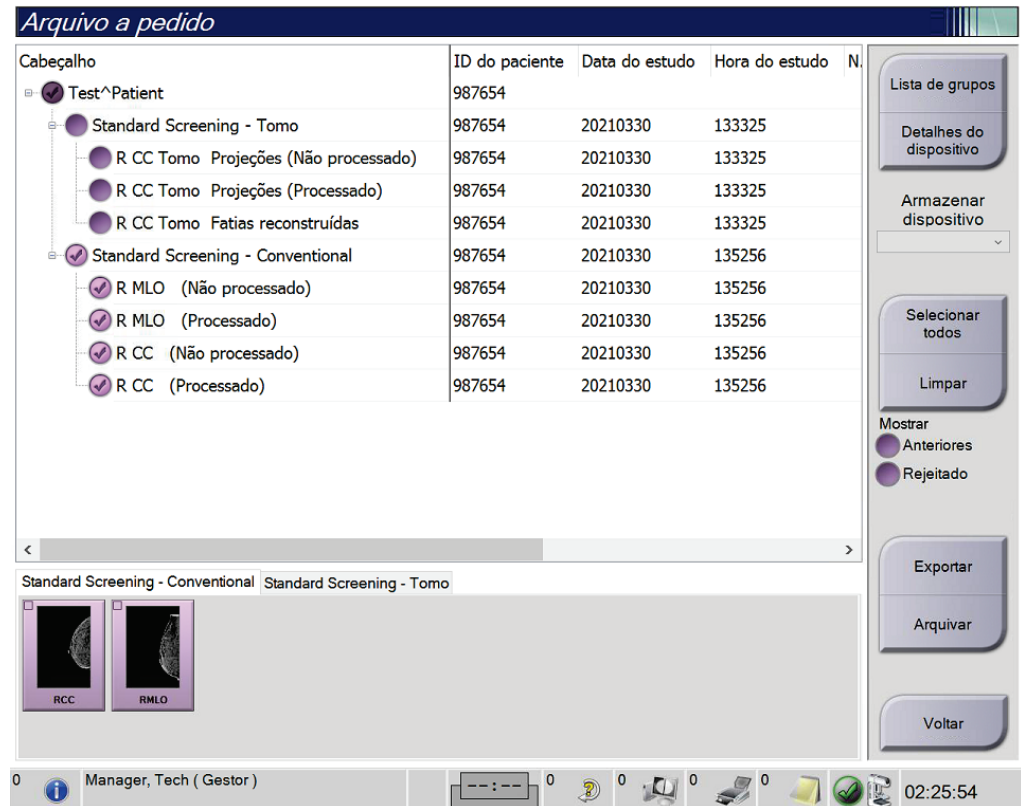 Arquivo a pedido
Cabeçalho ID do paciente Data do estudo Hora do estudo N.
Test^Patient 987654
Standard Screening - Tomo 987654 20210330 133325
R CC Tomo Projeções (Não processado) 987654 20210330 133325
R CC Tomo Projeções (Processado) 987654 20210330 133325
R CC Tomo Fatias reconstruídas 987654 20210330 133325
Standard Screening - Conventional 987654 20210330 135256
R MLO (Não processado) 987654 20210330 135256
R MLO (Processado) 987654 20210330 135256
R CC (Não processado) 987654 20210330 135256
R CC (Processado) 987654 20210330 135256
Lista de grupos
Detalhes do
dispositivo
Armazenar
dispositivo
Selecionar
todos
Limpar
Mostrar
Anteriores
Rejeitado
Exportar
Arquivar
Voltar
Standard Screening - Conventional Standard Screening - Tomo
RCC RMLO
0 Manager, Tech ( Gestor ) --:-- 0 0 0 0 02:25:54